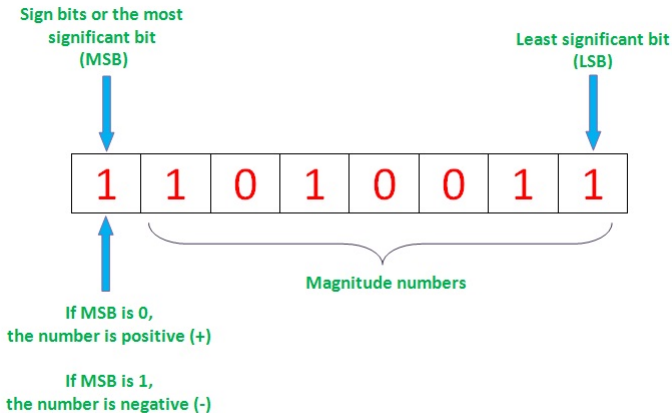 Sign bits or the most
significant bit
(MSB)
Least significant bit
(LSB)
1 1 0 1 0 0 1 1
Magnitude numbers
If MSB is 0,
the number is positive (+)
If MSB is 1,
the number is negative (-)